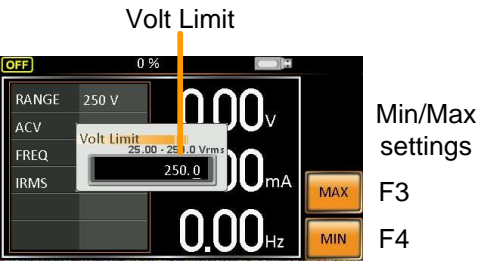 Volt Limit
OFF 0 %
RANGE 250 V
0.00V
ACV
Volt Limit
FREQ
25.00 - 250.0 Vrms
250.0
IRMS
mA
MAX
MIN
0.00Hz
Min/Max
settings
F3
F4